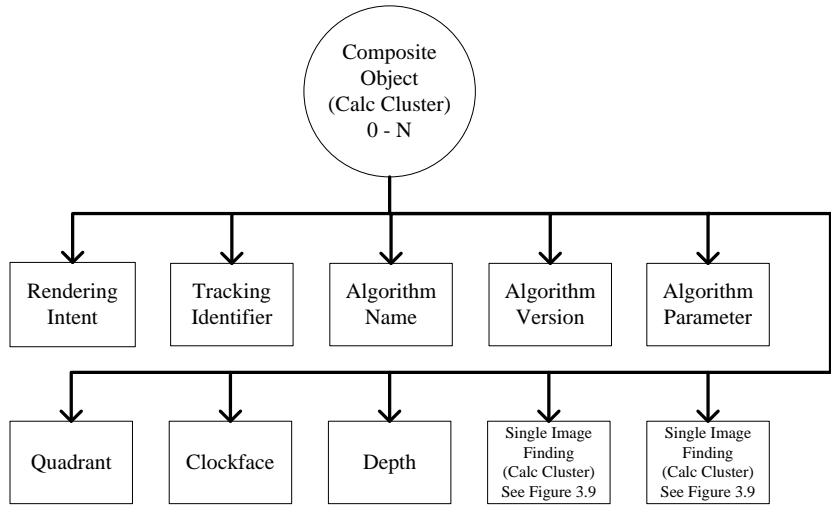 Composite
Object
(Calc Cluster)
0 - N
Rendering
Intent
Tracking
Identifier
Algorithm
Name
Algorithm
Version
Algorithm
Parameter
Quadrant
Clockface
Depth
Single Image
Finding
(Calc Cluster)
See Figure 3.9
Single Image
Finding
(Calc Cluster)
See Figure 3.9